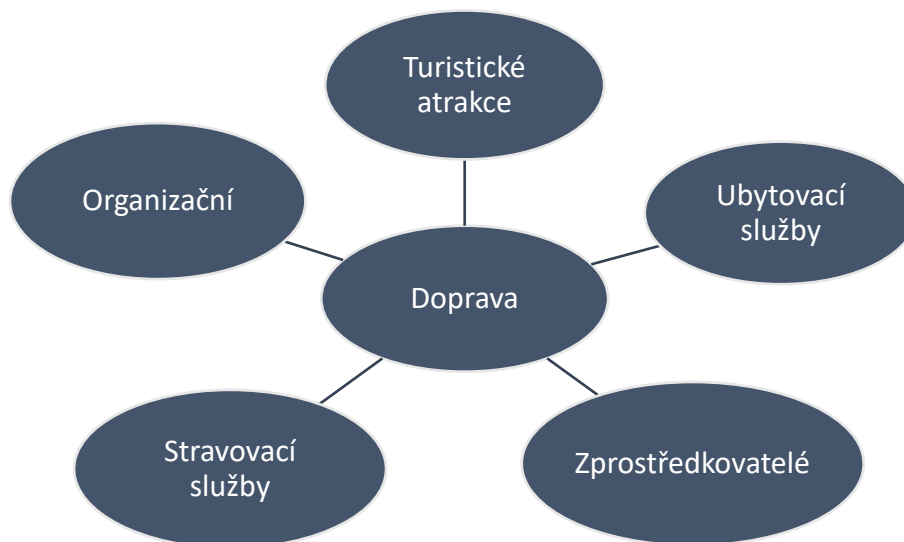 Turistické
atrakce
Organizační
Ubytovací
služby
Doprava
Stravovací
služby
Zprostředkovatelé